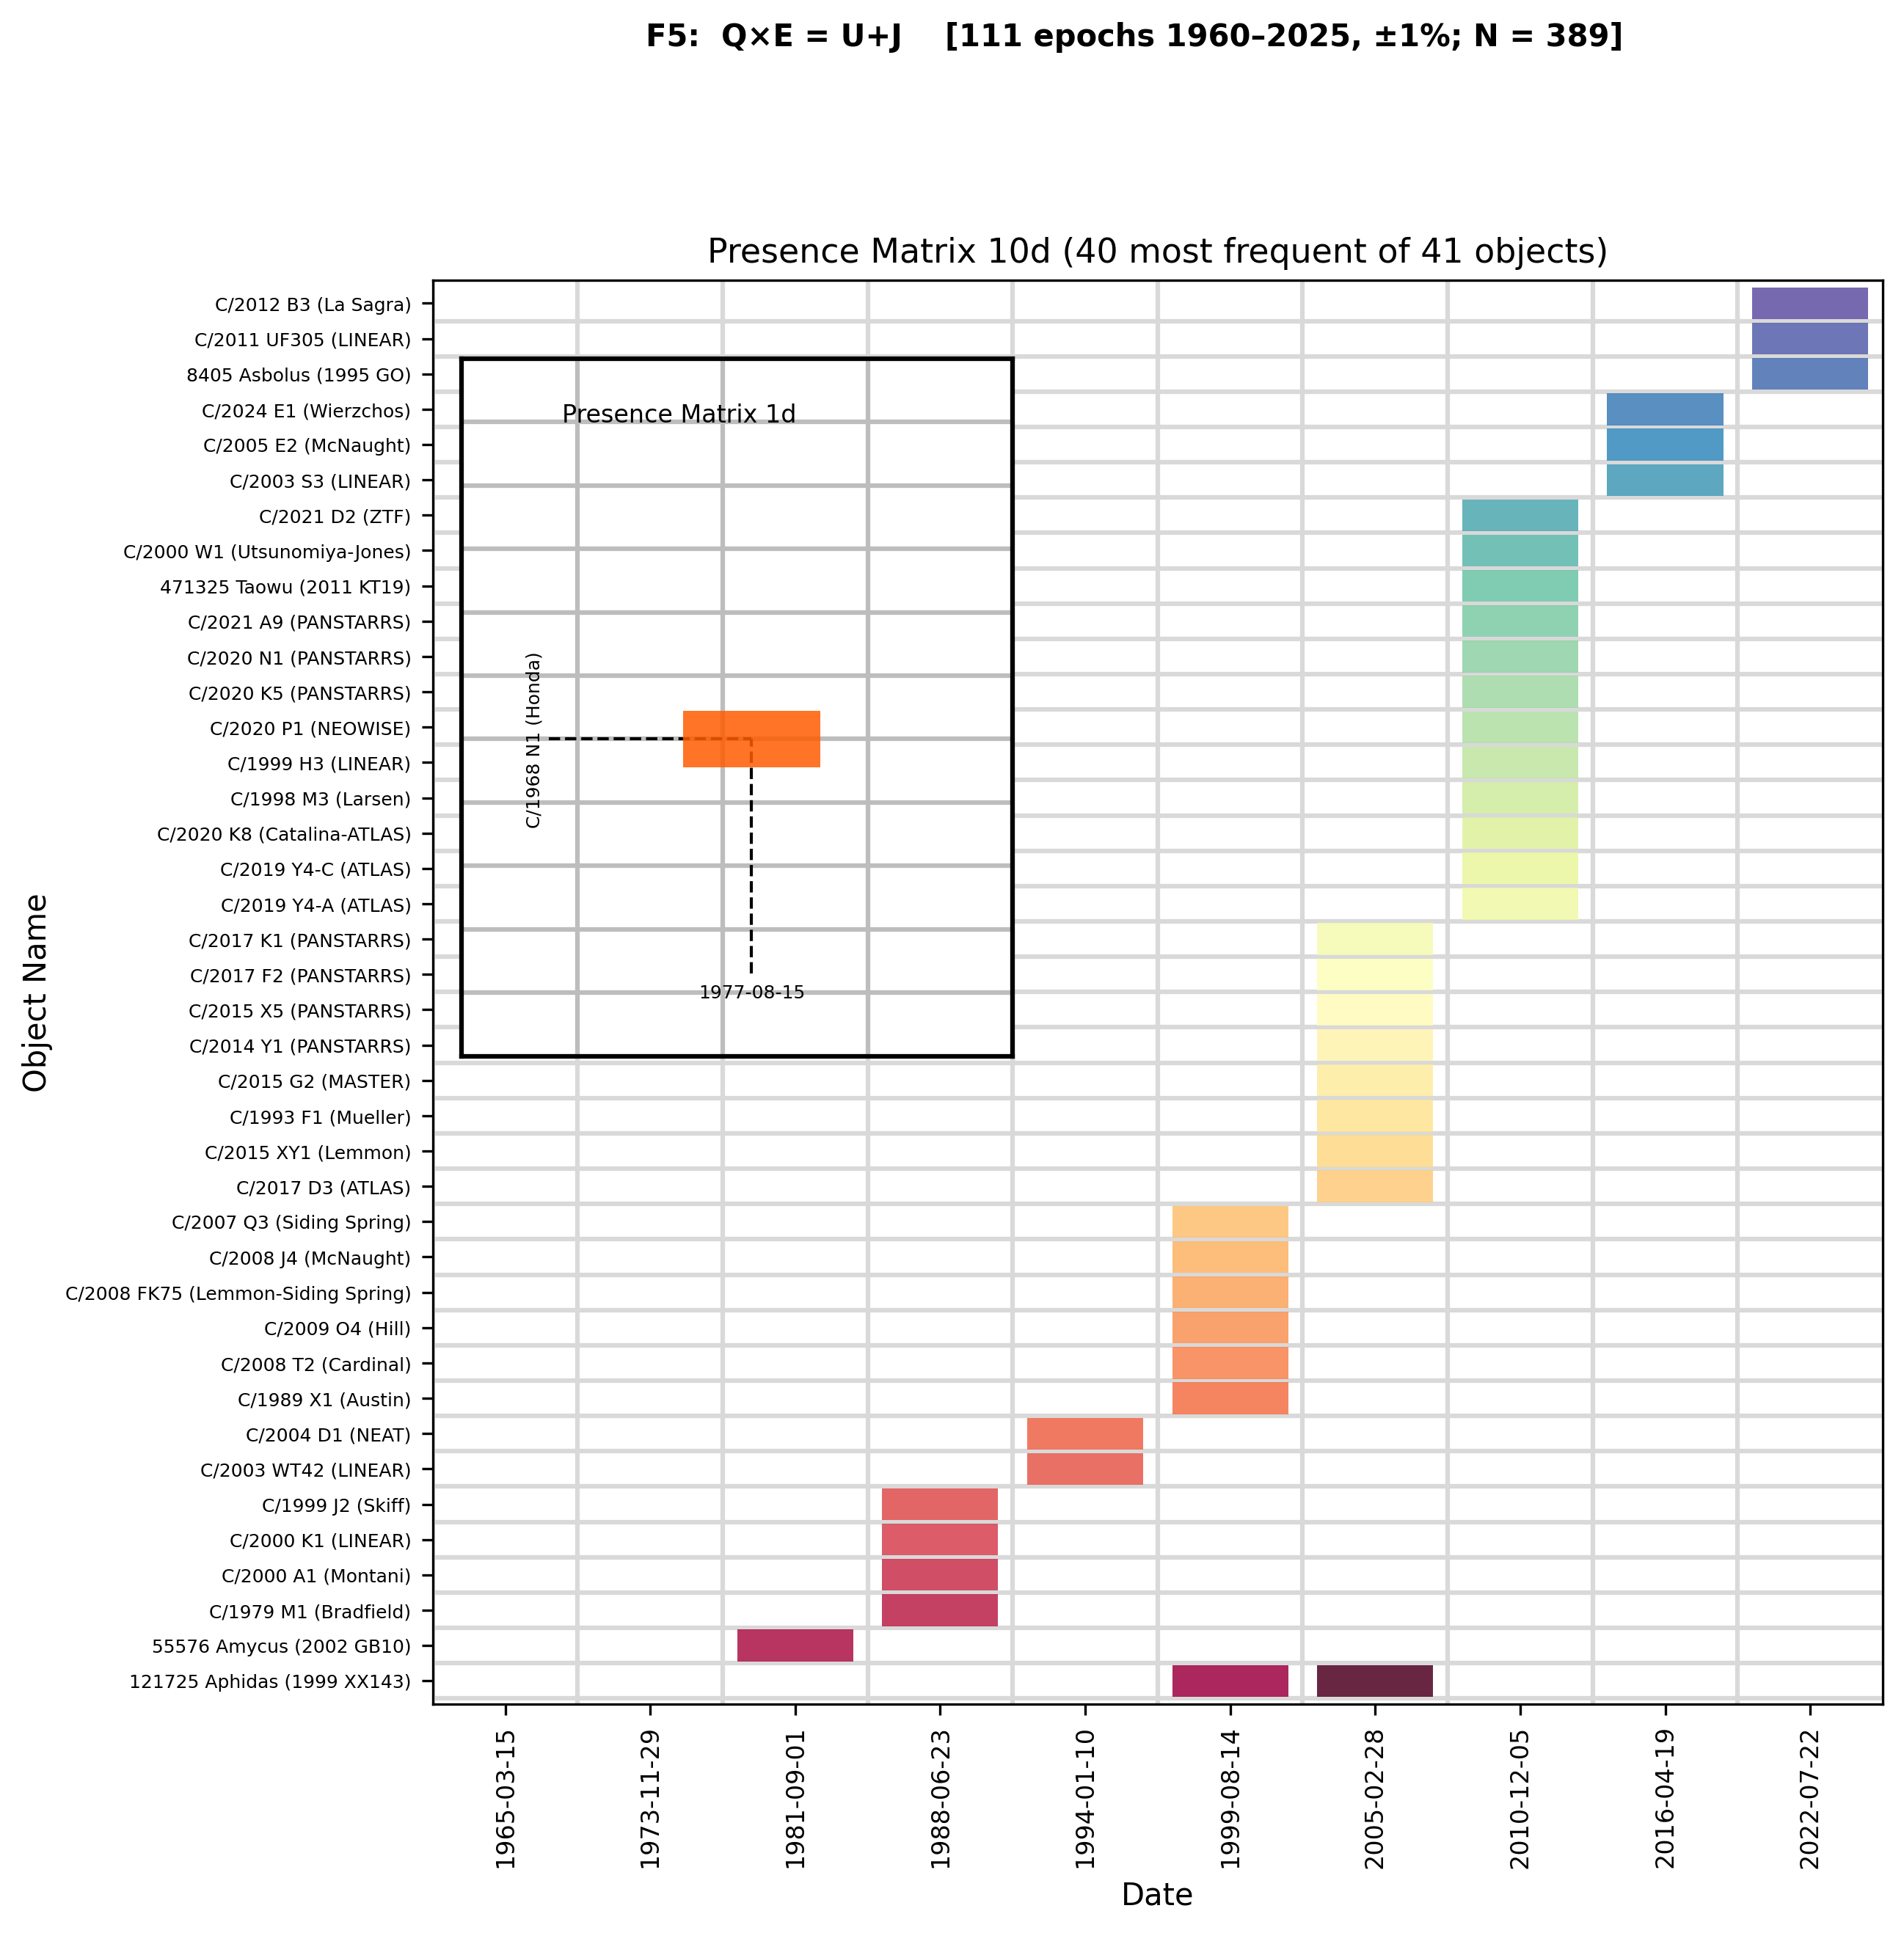 F5:  Q×E = U+J    [111 epochs 1960–2025, ±1%; N = 389]
Presence Matrix 10d (40 most frequent of 41 objects)
C/2012 B3 (La Sagra)
C/2011 UF305 (LINEAR)
8405 Asbolus (1995 GO)
C/2024 E1 (Wierzchos)
C/2005 E2 (McNaught)
C/2003 S3 (LINEAR)
C/2021 D2 (ZTF)
C/2000 W1 (Utsunomiya-Jones)
471325 Taowu (2011 KT19)
C/2021 A9 (PANSTARRS)
C/2020 N1 (PANSTARRS)
C/2020 K5 (PANSTARRS)
C/2020 P1 (NEOWISE)
C/1999 H3 (LINEAR)
C/1998 M3 (Larsen)
C/2020 K8 (Catalina-ATLAS)
C/2019 Y4-C (ATLAS)
C/2019 Y4-A (ATLAS)
C/2017 K1 (PANSTARRS)
C/2017 F2 (PANSTARRS)
C/2015 X5 (PANSTARRS)
C/2014 Y1 (PANSTARRS)
C/2015 G2 (MASTER)
C/1993 F1 (Mueller)
C/2015 XY1 (Lemmon)
C/2017 D3 (ATLAS)
C/2007 Q3 (Siding Spring)
C/2008 J4 (McNaught)
C/2008 FK75 (Lemmon-Siding Spring)
C/2009 O4 (Hill)
C/2008 T2 (Cardinal)
C/1989 X1 (Austin)
C/2004 D1 (NEAT)
C/2003 WT42 (LINEAR)
C/1999 J2 (Skiff)
C/2000 K1 (LINEAR)
C/2000 A1 (Montani)
C/1979 M1 (Bradfield)
55576 Amycus (2002 GB10)
121725 Aphidas (1999 XX143)
Object Name
Presence Matrix 1d
C/1968 N1 (Honda)
1977-08-15
1965-03-15
1973-11-29
1981-09-01
1988-06-23
1994-01-10
1999-08-14
2005-02-28
2010-12-05
2016-04-19
2022-07-22
Date